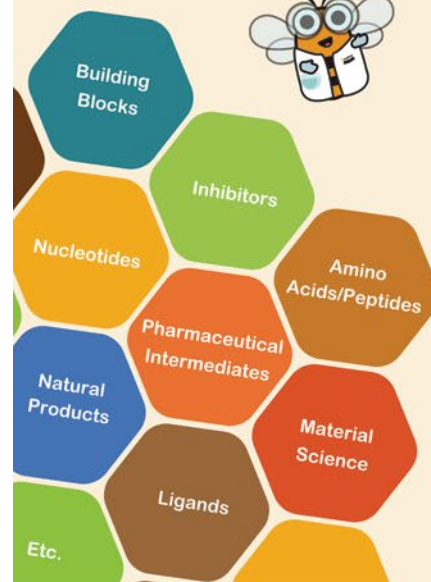 Building
Blocks
Inhibitors
Nucleotides
Amino
Acids/Peptides
Pharmaceutical
Intermediates
Natural
Products
Material
Science
Ligands
Etc.